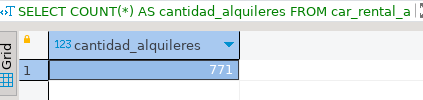 SELECT COUNT(*) AS cantidad_alquileres FROM car_rental_a
Grid
123 cantidad_alquileres
1 771